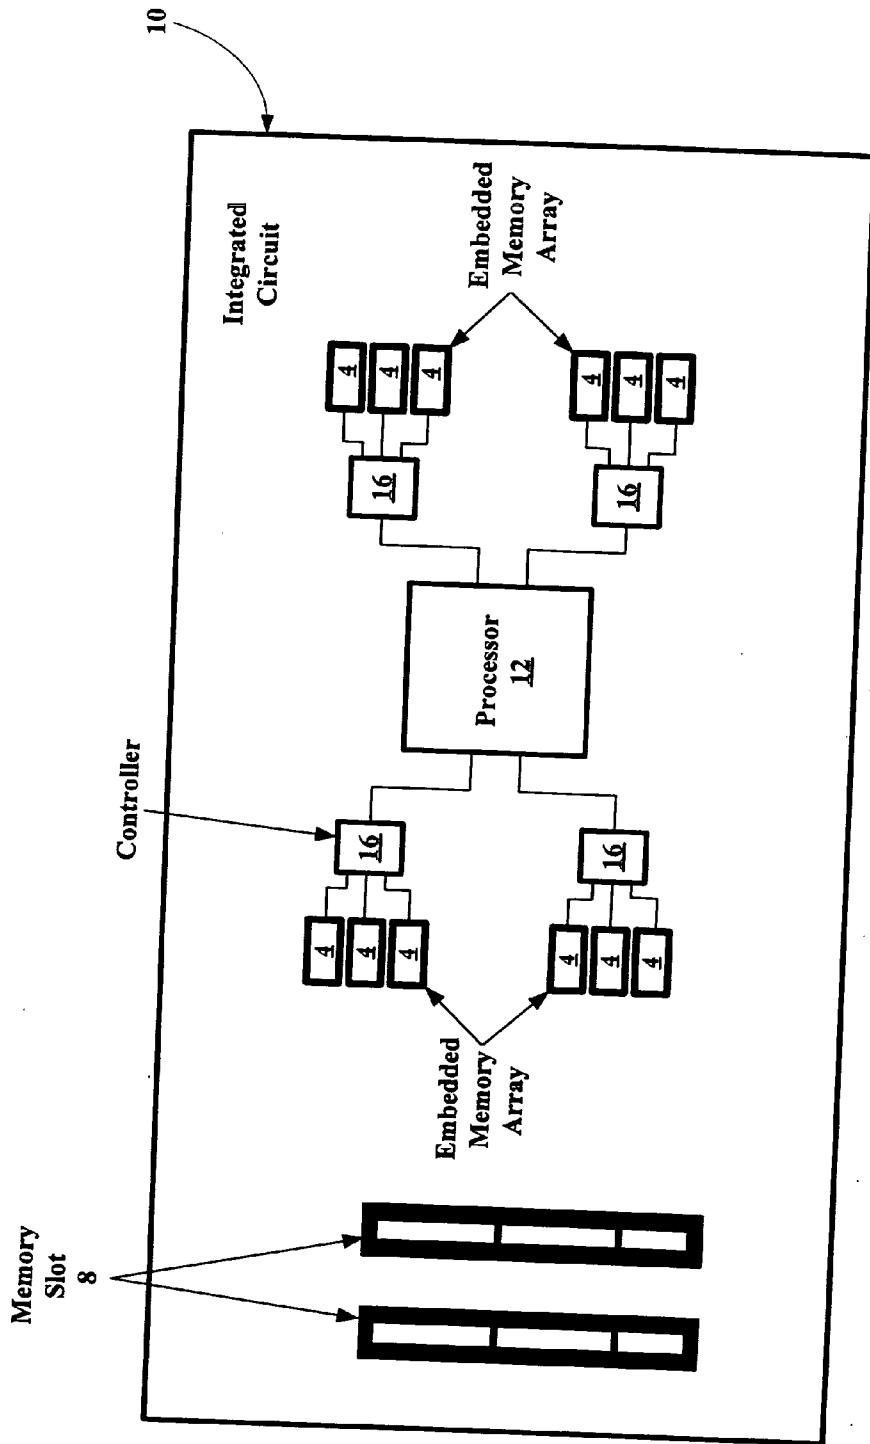 Memory
Slot
8
Controller
10
Integrated
Circuit
4
4
4
16
16
4
4
4
Embedded
Memory
Array
Processor
12
Embedded
Memory
Array
4
4
4
16
16
4
4
4